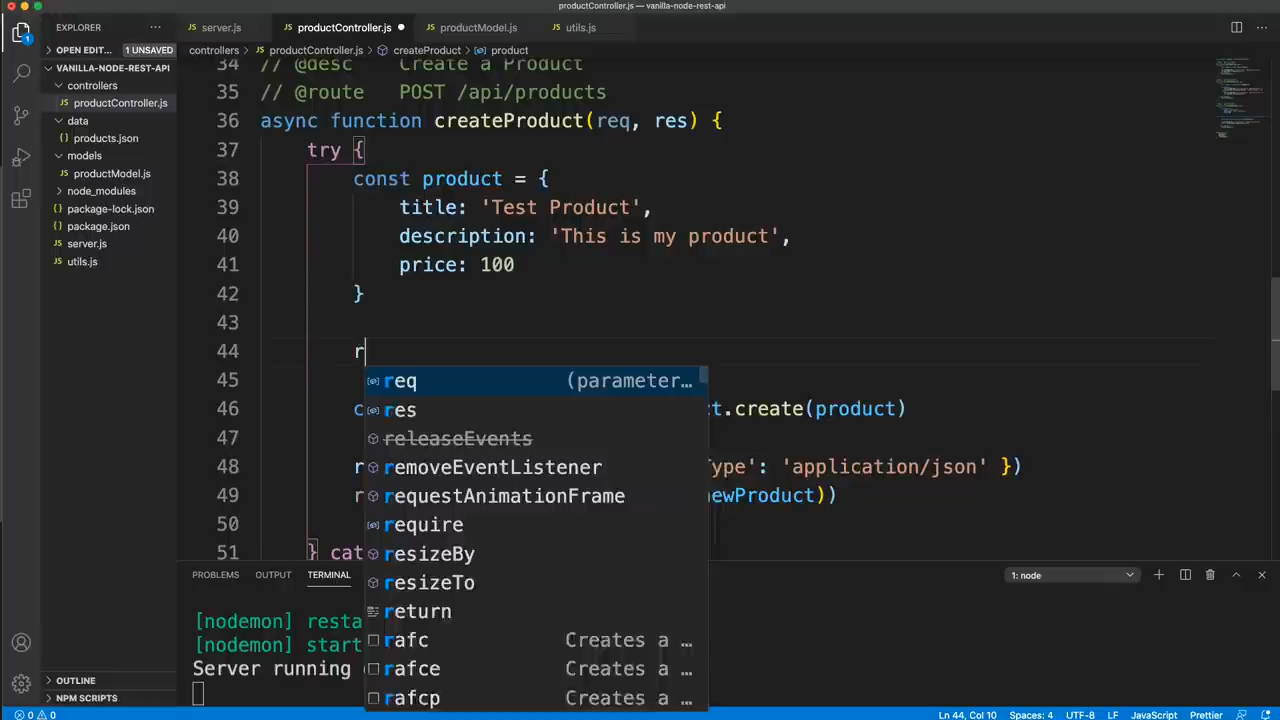 productController.js — vanilla-node-rest-api
EXPLORER
server.js
productController.js
productModel.js
utils.js
OPEN EDIT... 1 UNSAVED
VANILLA-NODE-REST-API
controllers
productController.js
data
products.json
models
productModel.js
node_modules
package-lock.json
package.json
server.js
utils.js
OUTLINE
NPM SCRIPTS
controllers > productController.js > createProduct > product
34 // @desc Create a Product
35 // @route POST /api/products
36 async function createProduct(req, res) {
37 try {
38 const product = {
39 title: 'Test Product',
40 description: 'This is my product',
41 price: 100
42 }
43
44 r
45
46 c ct.create(product)
47
48 r Type': 'application/json' })
49 r newProduct))
50
51 } cat
req (parameter…
res
releaseEvents
removeEventListener
requestAnimationFrame
require
resizeBy
resizeTo
return
rafc Creates a …
rafce Creates a …
rafcp Creates a …
PROBLEMS OUTPUT TERMINAL
1: node
[nodemon] resta
[nodemon] start
Server running
1
0 0
Ln 44, Col 10 Spaces: 4 UTF-8 LF JavaScript Prettier